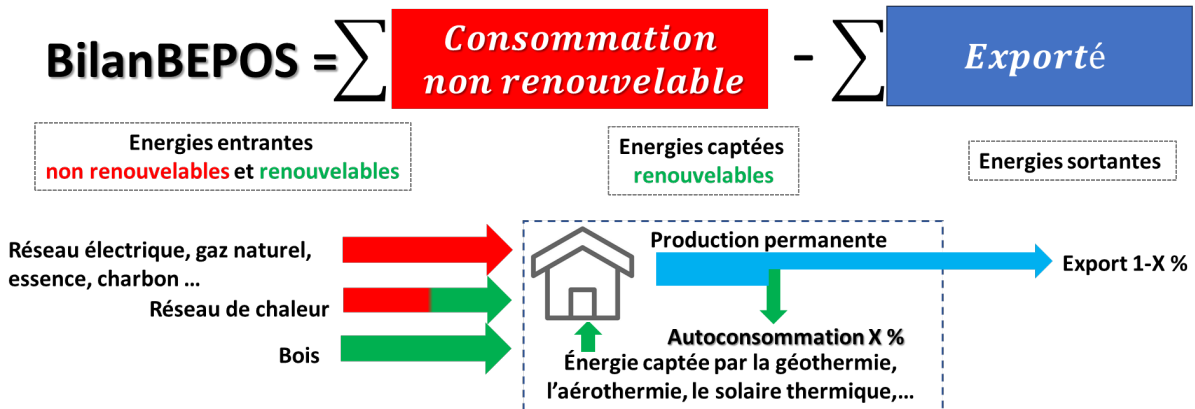 BilanBEPOS = ∑ Consommation non renouvelable - ∑ Exporté
Energies entrantes
non renouvelables et renouvelables
Energies captées
renouvelables
Energies sortantes
Réseau électrique, gaz naturel,
essence, charbon ...
Réseau de chaleur
Bois
Production permanente
Export 1-X %
Autoconsommation X %
Énergie captée par la géothermie,
l'aérothermie, le solaire thermique,...